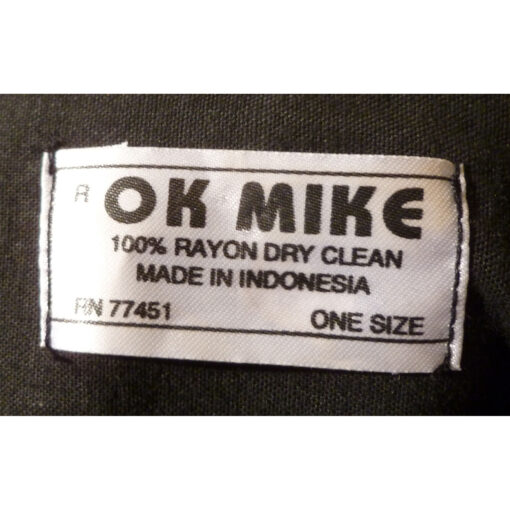 R OK MIKE
100% RAYON DRY CLEAN
MADE IN INDONESIA
RN 77451 ONE SIZE